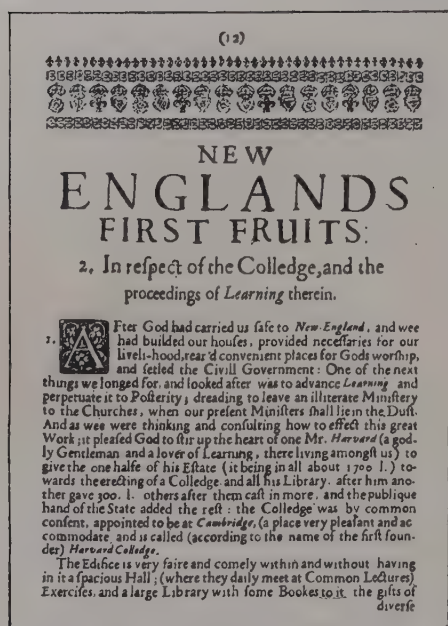 (12)
NEW
ENGLANDS
FIRST FRUITS:
2. In reſpect of the Colledge,and the
proceedings of Learning therein.
1. AFter God had carried us ſafe to New-England, and wee
had builded our houſes, provided neceſſaries for our
liveli-hood,rear'd convenient places for Gods worſhip,
and ſetled the Civill Government: One of the next
things we longed for, and looked after was to advance Learning and
perpetuate it to Poſterity; dreading to leave an illiterate Miniſtery
to the Churches, when our preſent Miniſters ſhall lie in the Duſt.
And as wee were thinking and conſulting how to effect this great
Work; it pleaſed God to ſtir up the heart of one Mr. Harvard (a god-
ly Gentleman and a lover of Learning, there living amongſt us) to
give the one halfe of his Eſtate (it being in all about 1700 l.) to-
wards the erecting of a Colledge. and all his Library. after him ano-
ther gave 300. l. others after them caſt in more, and the publique
hand of the State added the reſt: the Colledge was by common
conſent, appointed to be at Cambridge, (a place very pleaſant and ac
commodate, and is called (according to the name of the firſt foun-
der) Harvard Colledge.
The Edifice is very faire and comely within and without having
in it a ſpacious Hall; (where they daily meet at Common Lectures)
Exerciſes, and a large Library with ſome Bookes to it the gifts of
diverſe